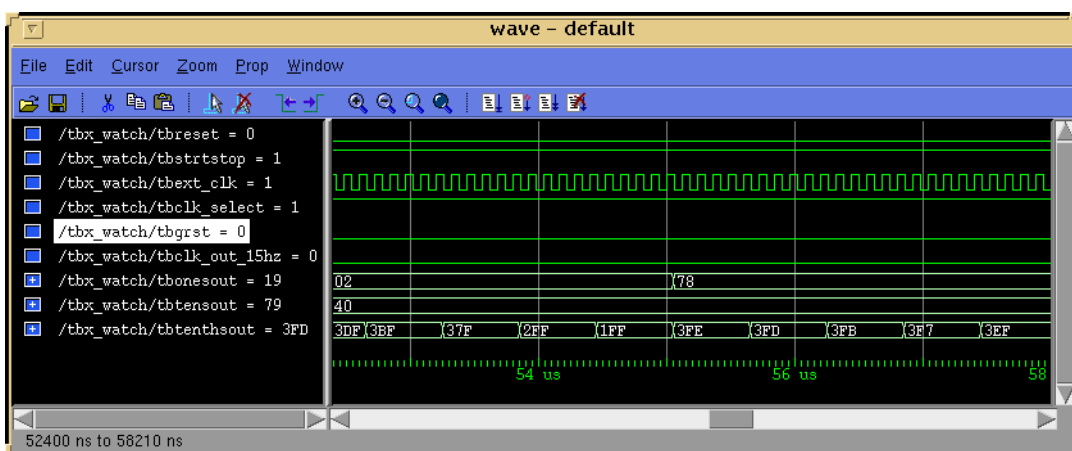 wave - default
File Edit Cursor Zoom Prop Window
/tbx_watch/tbreset = 0
/tbx_watch/tbstrtstop = 1
/tbx_watch/tbext_clk = 1
/tbx_watch/tbclk_select = 1
/tbx_watch/tbgrst = 0
/tbx_watch/tbclk_out_15hz = 0
/tbx_watch/tbonesout = 19 02 78
/tbx_watch/tbtensout = 79 40
/tbx_watch/tbtenthsout = 3FD 3DF 3BF 37F 2FF 1FF 3FE 3FD 3FB 3F7 3EF
54 us 56 us 58
52400 ns to 58210 ns